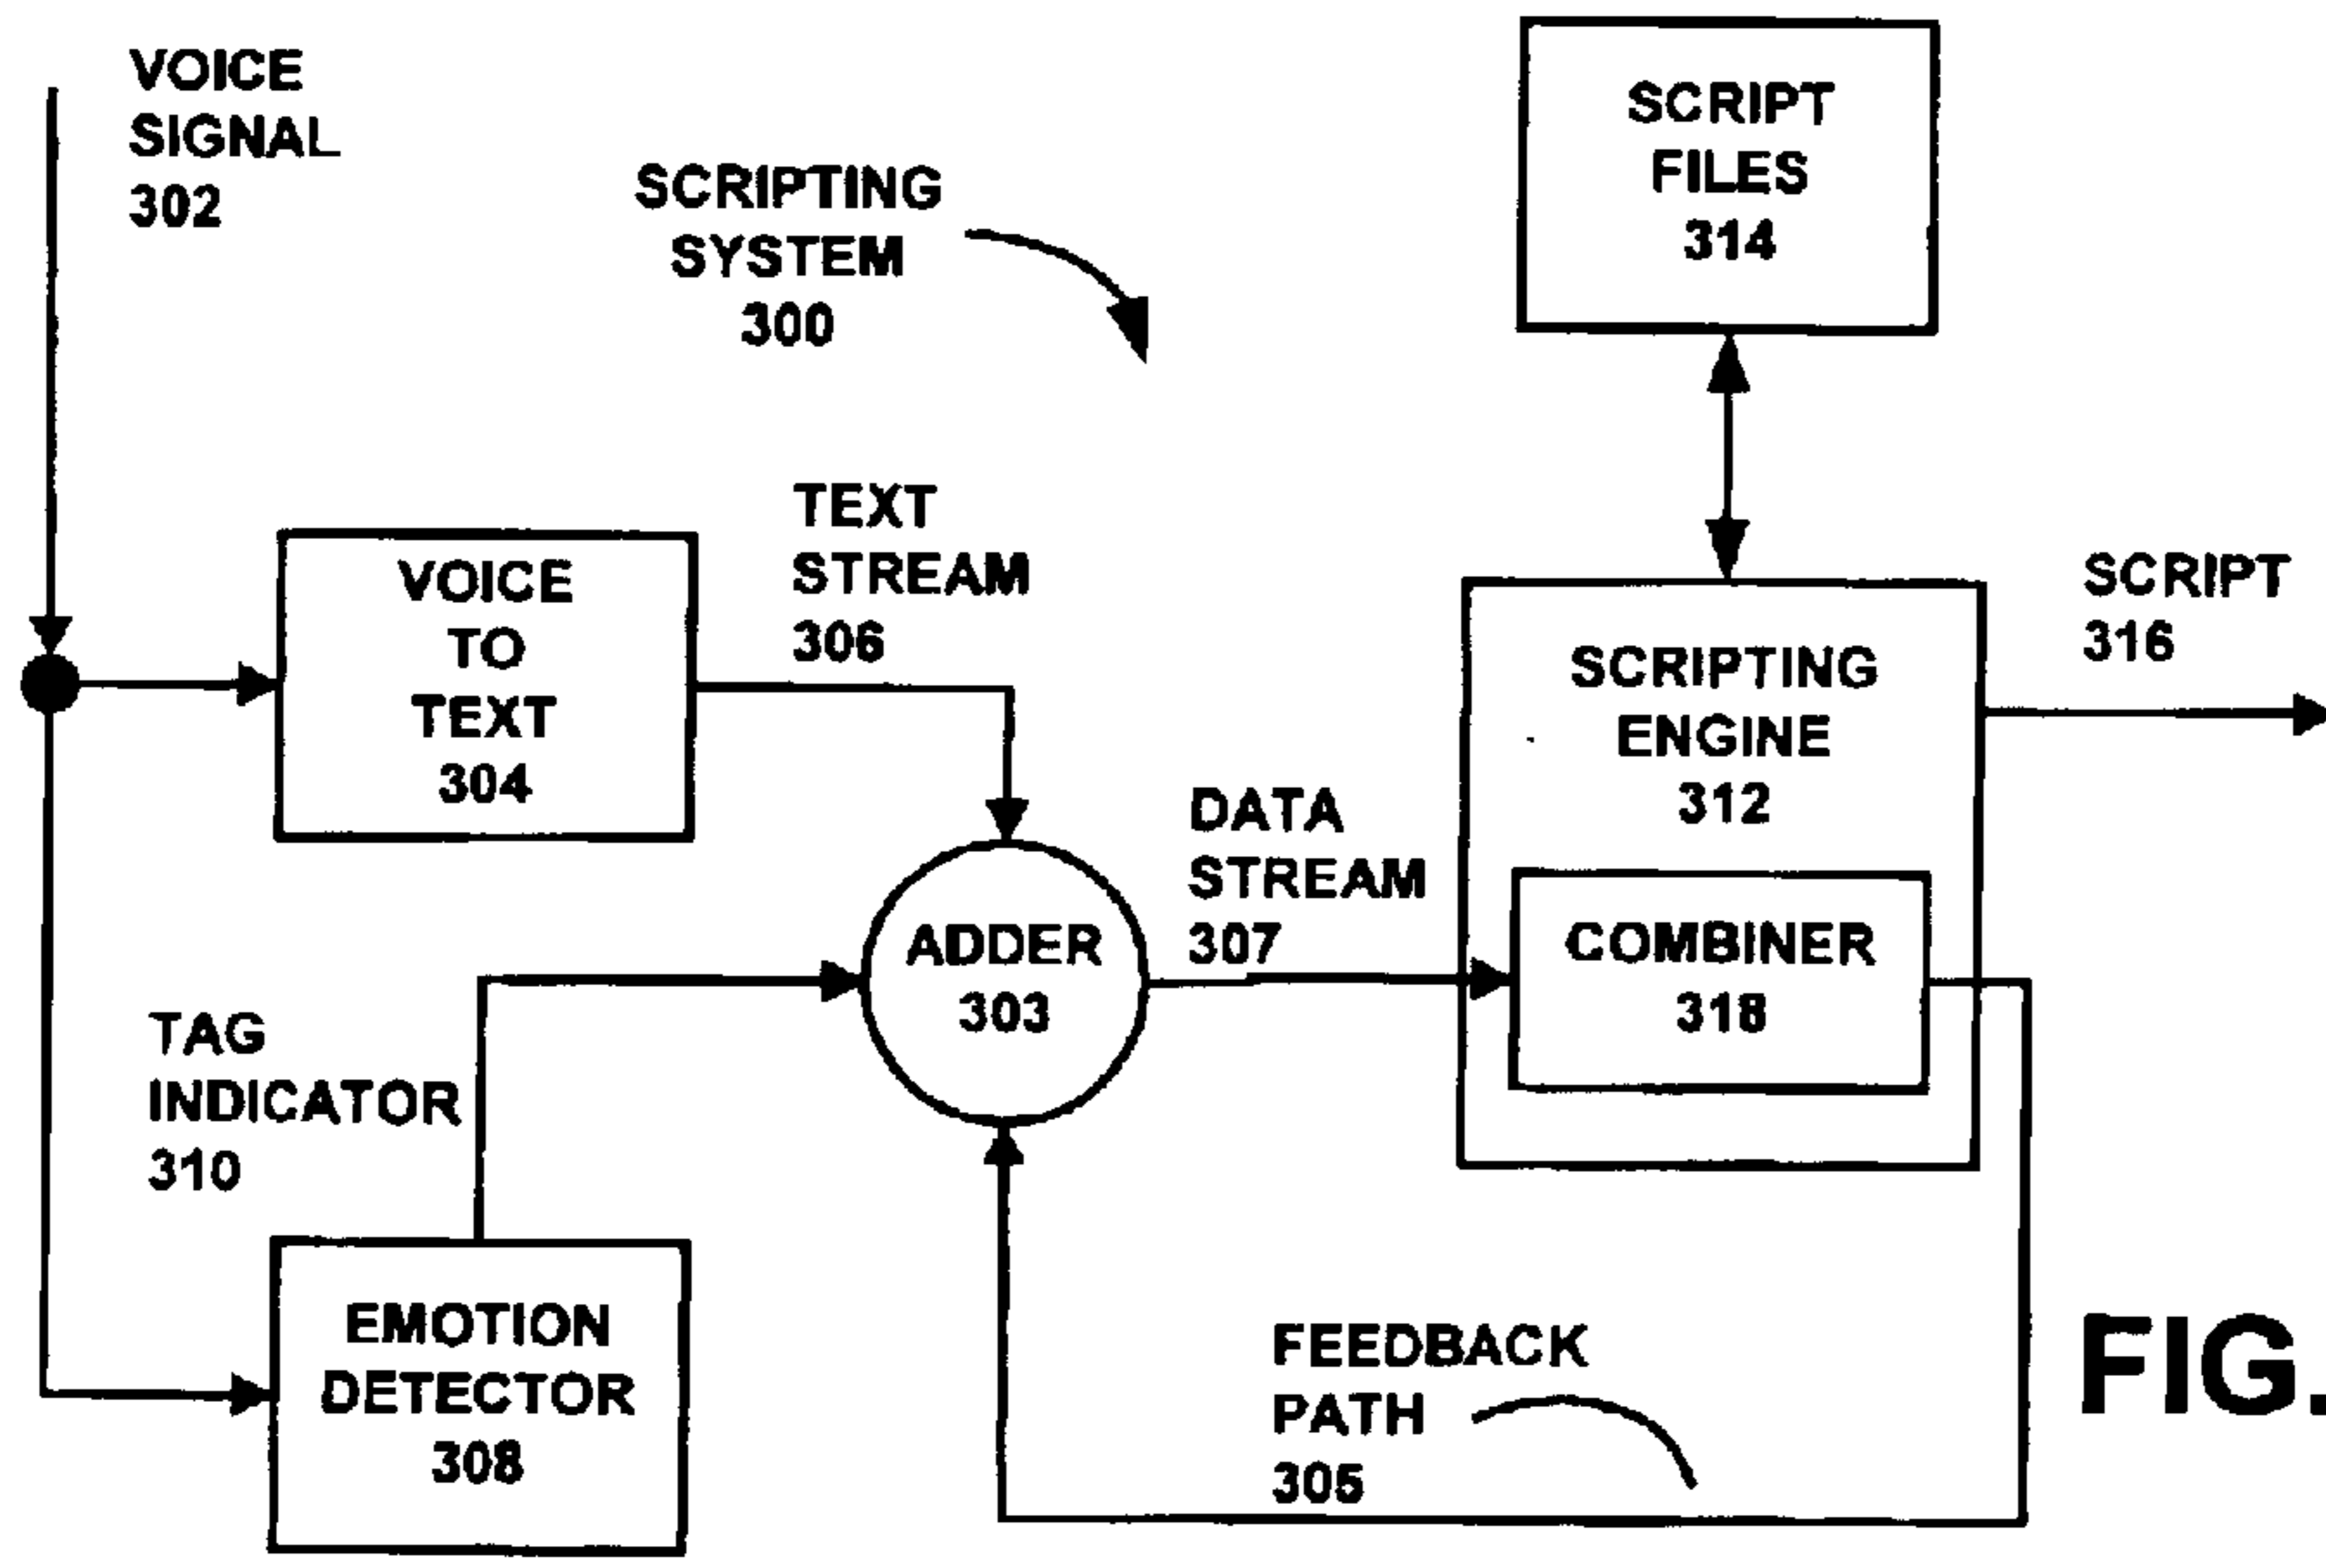 VOICE
SIGNAL
302
SCRIPTING
SYSTEM
300
SCRIPT
FILES
314
VOICE
TO
TEXT
304
TEXT
STREAM
306
SCRIPTING
ENGINE
312
SCRIPT
316
ADDER
303
DATA
STREAM
307
COMBINER
318
TAG
INDICATOR
310
EMOTION
DETECTOR
308
FEEDBACK
PATH
305
FIG.